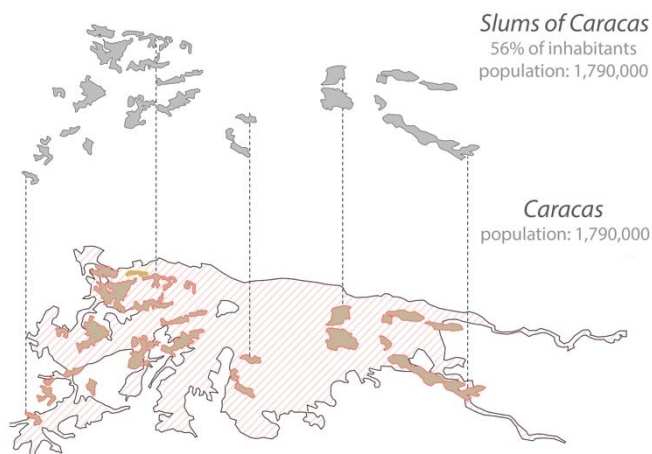 Slums of Caracas
56% of inhabitants
population: 1,790,000
Caracas
population: 1,790,000